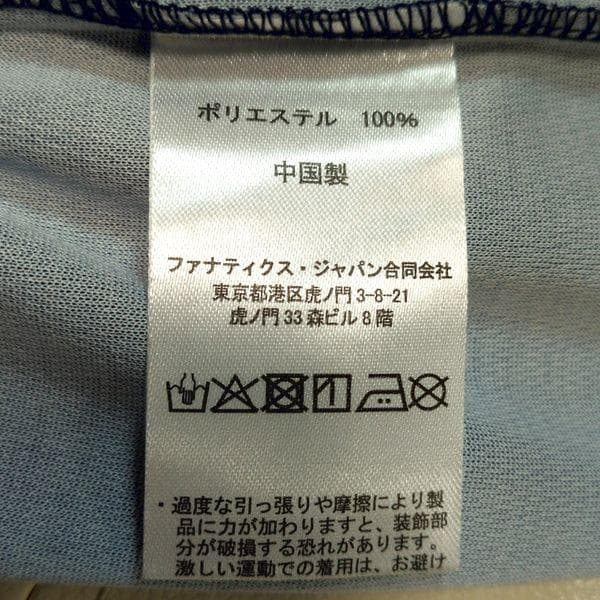 ポリエステル 100%
中国製
ファナティクス・ジャパン合同会社
東京都港区虎ノ門 3-8-21
虎ノ門 33 森ビル 8 階
・過度な引っ張りや摩擦により製
品に力が加わりますと、装飾部
分が破損する恐れがあります。
激しい運動での着用は、お避け